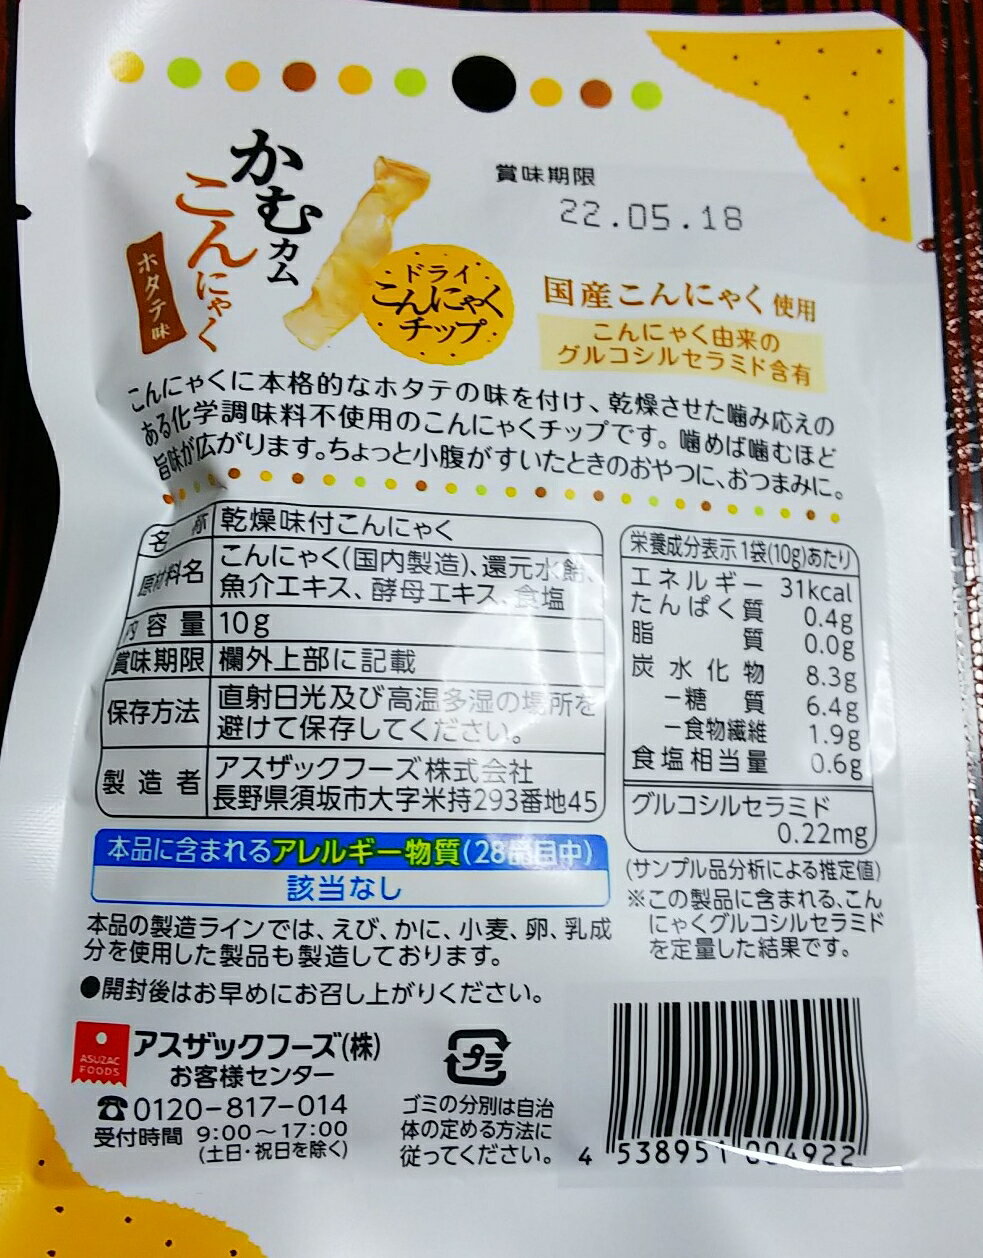 かむカム
こんにゃく
ホタテ味
ドライ
こんにゃく
チップ
賞味期限
22.05.18
国産こんにゃく使用
こんにゃく由来の
グルコシルセラミド含有
こんにゃくに本格的なホタテの味を付け、乾燥させた噛み応えの
ある化学調味料不使用のこんにゃくチップです。噛めば噛むほど
旨味が広がります。ちょっと小腹がすいたときのおやつに、おつまみに。
名称 乾燥味付こんにゃく
原材料名 こんにゃく(国内製造)、還元水飴、
魚介エキス、酵母エキス、食塩
内容量 10g
賞味期限 欄外上部に記載
保存方法 直射日光及び高温多湿の場所を
避けて保存してください。
製造者 アスザックフーズ株式会社
長野県須坂市大字米持293番地45
栄養成分表示1袋(10g)あたり
エネルギー 31kcal
たんぱく質 0.4g
脂質 0.0g
炭水化物 8.3g
ー糖質 6.4g
ー食物繊維 1.9g
食塩相当量 0.6g
グルコシルセラミド
0.22mg
(サンプル品分析による推定値)
※この製品に含まれる、こん
にゃくグルコシルセラミド
を定量した結果です。
本品に含まれるアレルギー物質(28品目中)
該当なし
本品の製造ラインでは、えび、かに、小麦、卵、乳成
分を使用した製品も製造しております。
●開封後はお早めにお召し上がりください。
ASUZAC
FOODS
アスザックフーズ(株)
お客様センター
☎0120-817-014
受付時間 9:00～17:00
(土日・祝日を除く)
プラ
ゴミの分別は自治
体の定める方法に
従ってください。
4 538951 004922